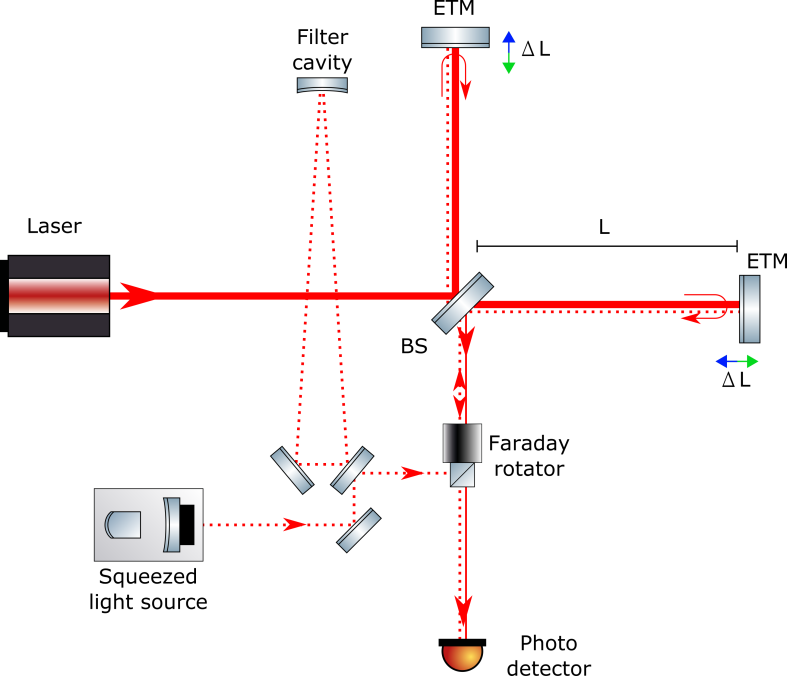 ETM
Δ L
Filter
cavity
Laser
L
ETM
BS
Δ L
Faraday
rotator
Squeezed
light source
Photo
detector